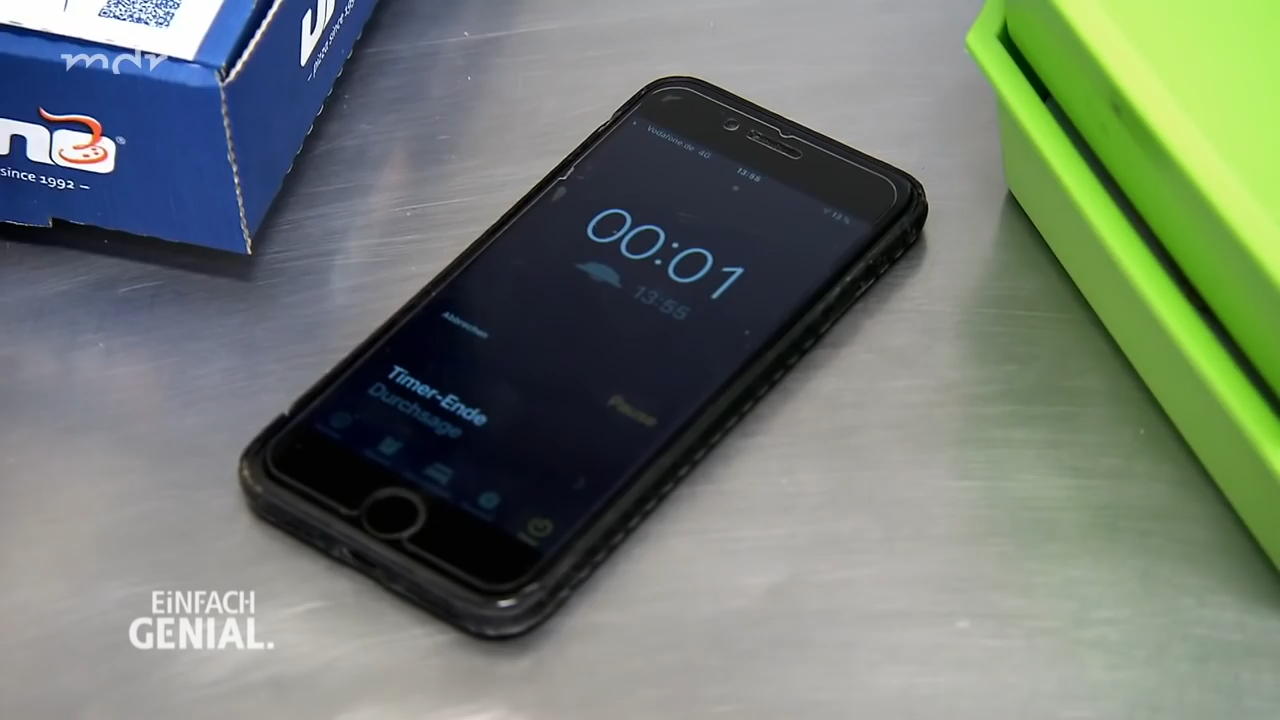 mdr
since 1992 –
Vodafone.de 4G
13:55
13 %
00:01
13:55
Abbrechen
Pause
Timer-Ende
Durchsage
EiNFACH
GENIAL.